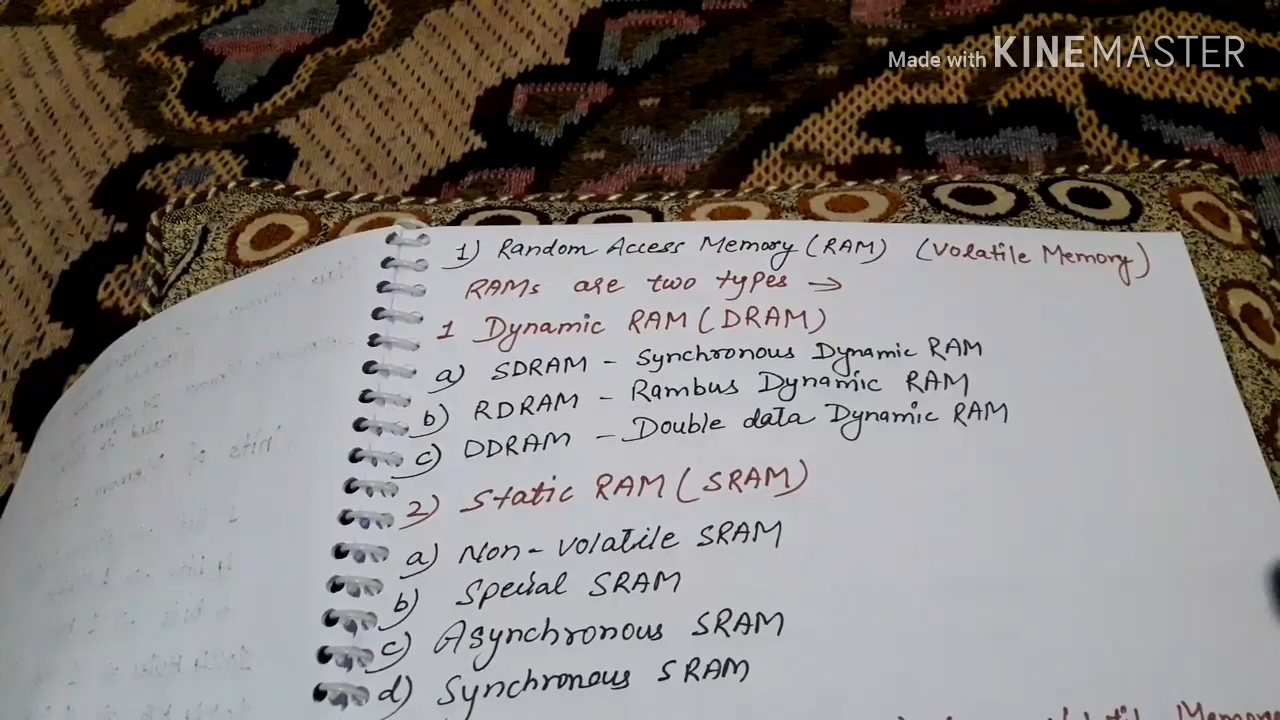 Made with KINEMASTER
1) Random Access Memory (RAM) (Volatile Memory)
RAMs are two types →
1 Dynamic RAM (DRAM)
a) SDRAM - Synchronous Dynamic RAM
b) RDRAM - Rambus Dynamic RAM
c) DDRAM - Double data Dynamic RAM
2) Static RAM (SRAM)
a) Non-volatile SRAM
b) Special SRAM
c) Asynchronous SRAM
d) Synchronous SRAM